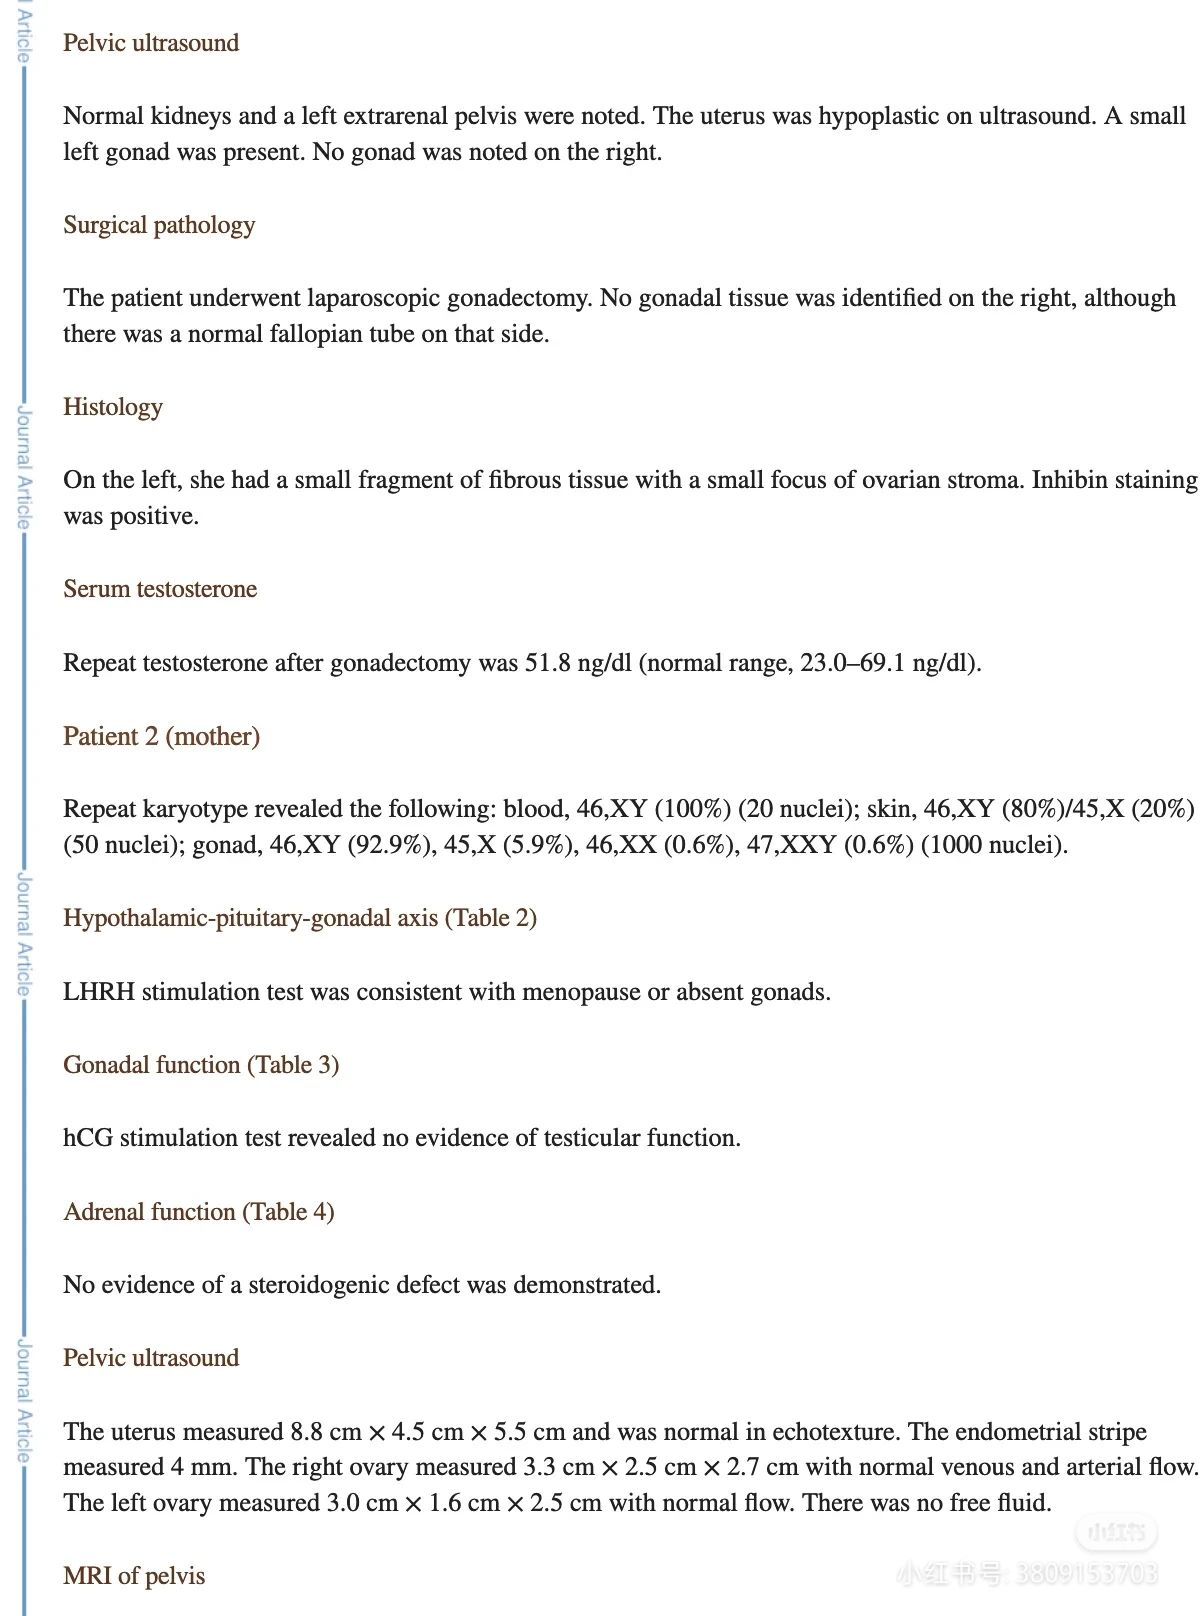 Article
Pelvic ultrasound
Normal kidneys and a left extrarenal pelvis were noted. The uterus was hypoplastic on ultrasound. A small
left gonad was present. No gonad was noted on the right.
Surgical pathology
The patient underwent laparoscopic gonadectomy. No gonadal tissue was identified on the right, although
there was a normal fallopian tube on that side.
Journal Article
Histology
On the left, she had a small fragment of fibrous tissue with a small focus of ovarian stroma. Inhibin staining
was positive.
Serum testosterone
Repeat testosterone after gonadectomy was 51.8 ng/dl (normal range, 23.0–69.1 ng/dl).
Patient 2 (mother)
Repeat karyotype revealed the following: blood, 46,XY (100%) (20 nuclei); skin, 46,XY (80%)/45,X (20%)
(50 nuclei); gonad, 46,XY (92.9%), 45,X (5.9%), 46,XX (0.6%), 47,XXY (0.6%) (1000 nuclei).
Journal Article
Hypothalamic-pituitary-gonadal axis (Table 2)
LHRH stimulation test was consistent with menopause or absent gonads.
Gonadal function (Table 3)
hCG stimulation test revealed no evidence of testicular function.
Adrenal function (Table 4)
No evidence of a steroidogenic defect was demonstrated.
Journal Article
Pelvic ultrasound
The uterus measured 8.8 cm × 4.5 cm × 5.5 cm and was normal in echotexture. The endometrial stripe
measured 4 mm. The right ovary measured 3.3 cm × 2.5 cm × 2.7 cm with normal venous and arterial flow.
The left ovary measured 3.0 cm × 1.6 cm × 2.5 cm with normal flow. There was no free fluid.
MRI of pelvis
小红书
小红书号: 3809153703